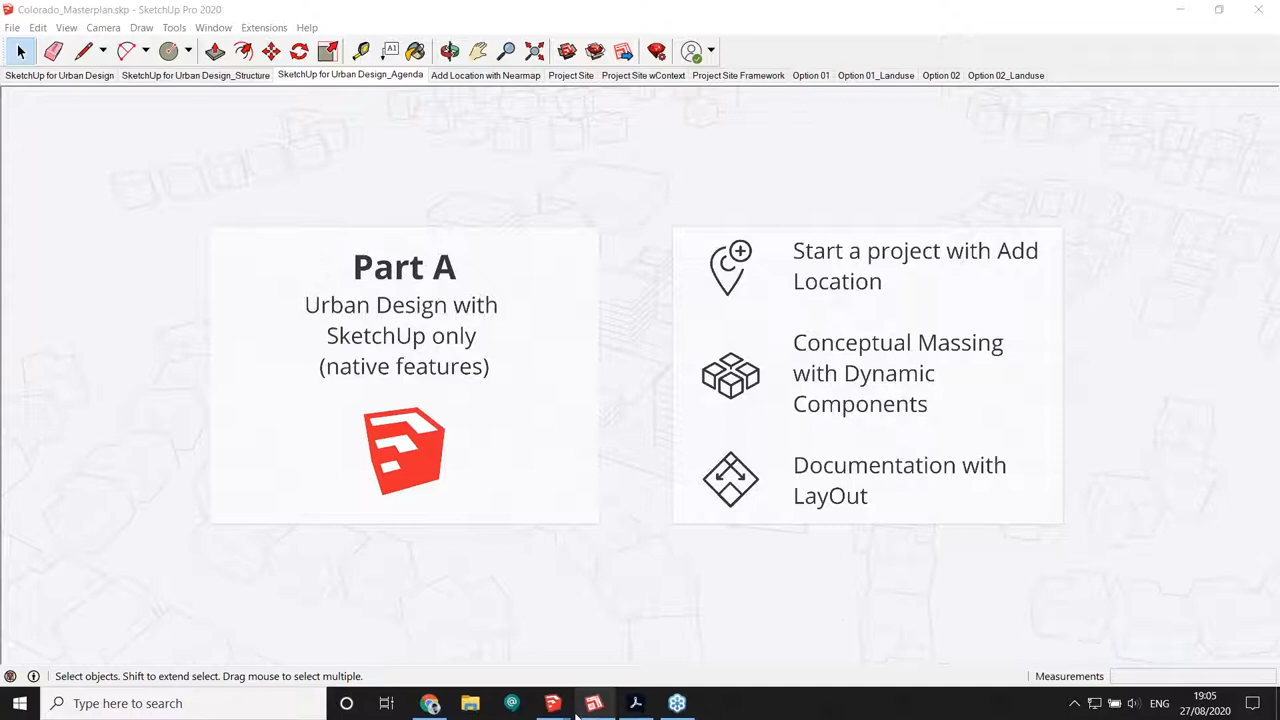 Colorado_Masterplan.skp - SketchUp Pro 2020
File Edit View Camera Draw Tools Window Extensions Help
A1
SketchUp for Urban Design SketchUp for Urban Design_Structure SketchUp for Urban Design_Agenda Add Location with Nearmap Project Site Project Site wContext Project Site Framework Option 01 Option 01_Landuse Option 02 Option 02_Landuse
Part A
Urban Design with
SketchUp only
(native features)
Start a project with Add
Location
Conceptual Massing
with Dynamic
Components
Documentation with
LayOut
Select objects. Shift to extend select. Drag mouse to select multiple.
Measurements
Type here to search
ENG
19:05
27/08/2020